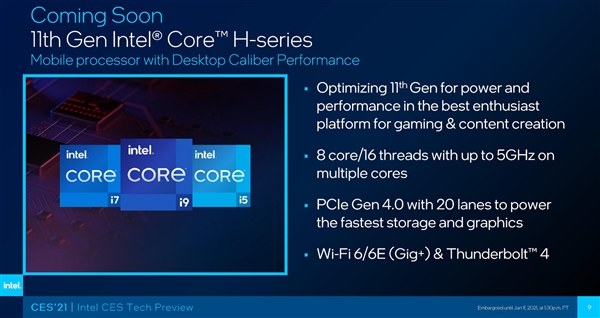 Coming Soon
11th Gen Intel® Core™ H-series
Mobile processor with Desktop Caliber Performance
intel.
CORE
i7
intel.
CORE
i9
intel.
CORE
i5
▪ Optimizing 11th Gen for power and
performance in the best enthusiast
platform for gaming & content creation
▪ 8 core/16 threads with up to 5GHz on
multiple cores
▪ PCIe Gen 4.0 with 20 lanes to power
the fastest storage and graphics
▪ Wi-Fi 6/6E (Gig+) & Thunderbolt™ 4
intel.
CES'21 | Intel CES Tech Preview
Embargoed until Jan 11, 2021, at 1:30p.m. PT
9